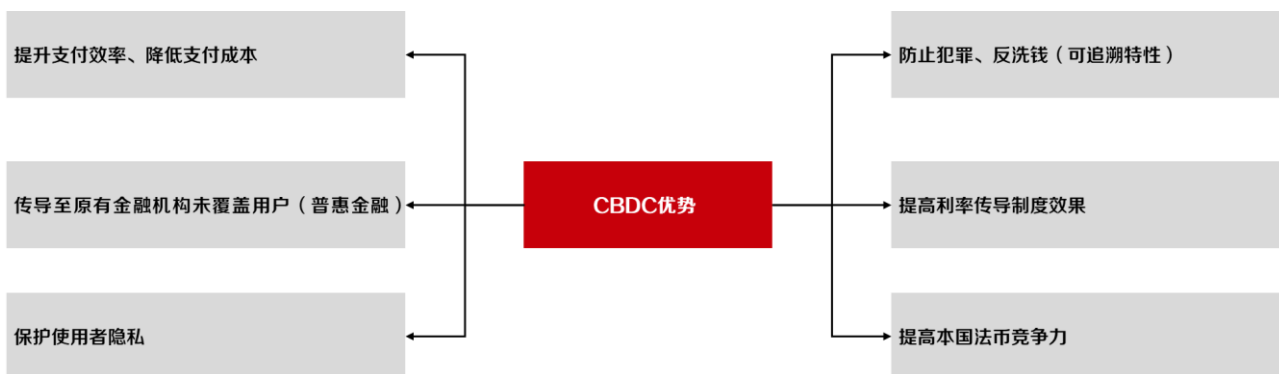 提升支付效率、降低支付成本
防止犯罪、反洗钱（可追溯特性）
传导至原有金融机构未覆盖用户（普惠金融）
CBDC优势
提高利率传导制度效果
保护使用者隐私
提高本国法币竞争力